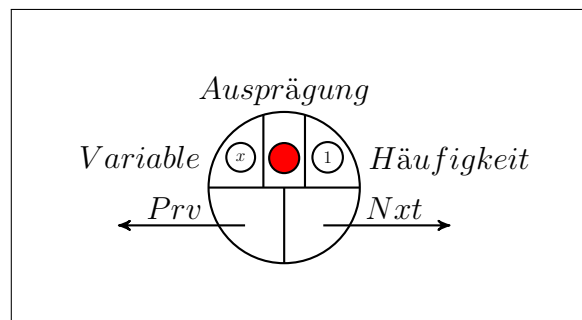 Ausprägung
Variable
x
1
Häufigkeit
Prv
Nxt